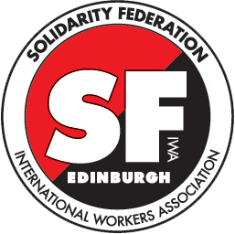 SOLIDARITY FEDERATION
SF
IWA
EDINBURGH
INTERNATIONAL WORKERS ASSOCIATION